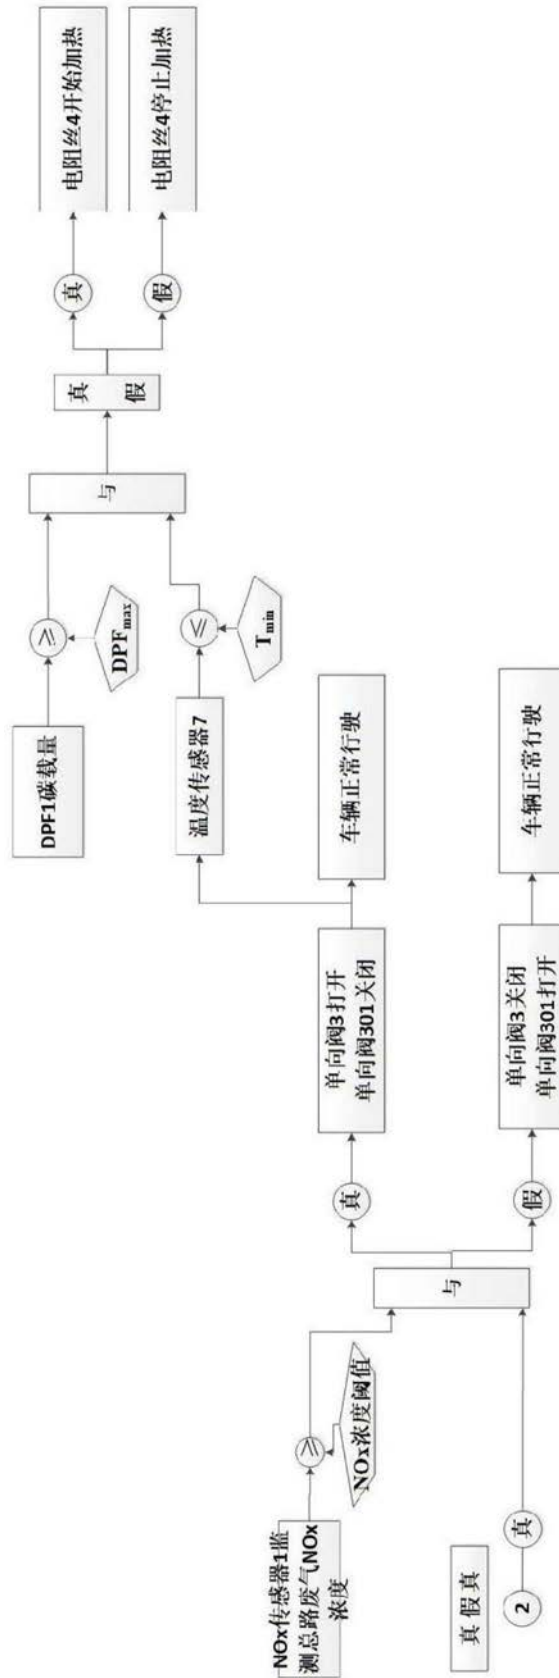 NOx传感器1监
测总路废气NOx
浓度
≥
NOx浓度阈值
真 假 真
2
真
与
真
假
单向阀3打开
单向阀301关闭
单向阀3关闭
单向阀301打开
车辆正常行驶
车辆正常行驶
温度传感器7
≤
Tmin
DPF1碳载量
≥
DPFmax
与
真
假
真
假
电阻丝4开始加热
电阻丝4停止加热